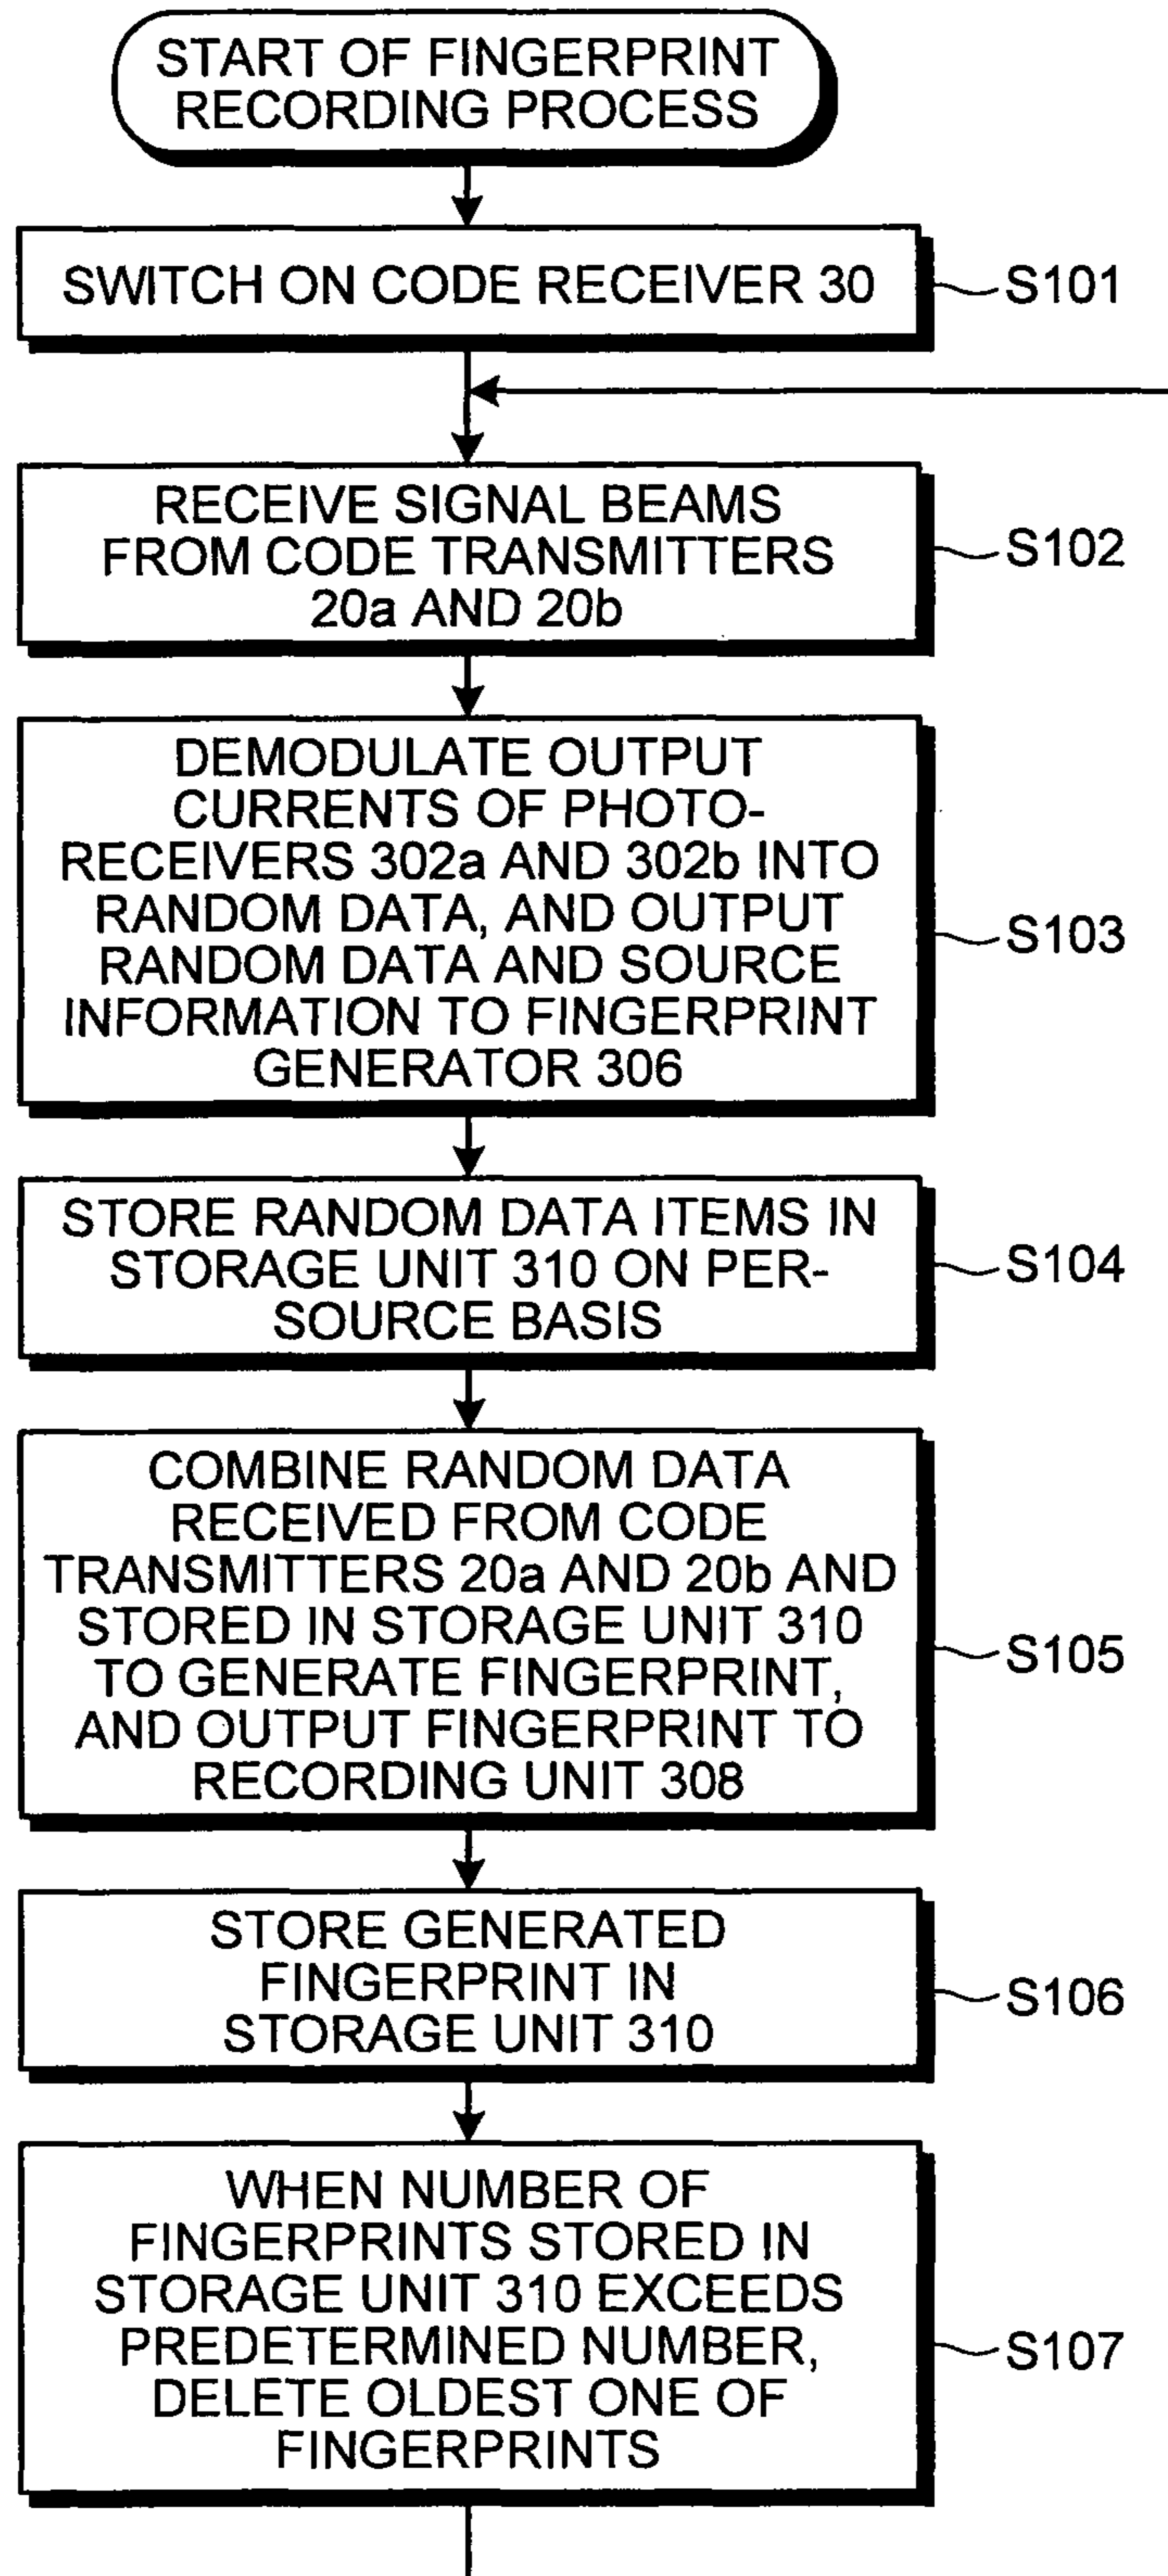 START OF FINGERPRINT
RECORDING PROCESS
SWITCH ON CODE RECEIVER 30
S101
RECEIVE SIGNAL BEAMS
FROM CODE TRANSMITTERS
20a AND 20b
S102
DEMODULATE OUTPUT
CURRENTS OF PHOTO-
RECEIVERS 302a AND 302b INTO
RANDOM DATA, AND OUTPUT
RANDOM DATA AND SOURCE
INFORMATION TO FINGERPRINT
GENERATOR 306
S103
STORE RANDOM DATA ITEMS IN
STORAGE UNIT 310 ON PER-
SOURCE BASIS
S104
COMBINE RANDOM DATA
RECEIVED FROM CODE
TRANSMITTERS 20a AND 20b AND
STORED IN STORAGE UNIT 310
TO GENERATE FINGERPRINT,
AND OUTPUT FINGERPRINT TO
RECORDING UNIT 308
S105
STORE GENERATED
FINGERPRINT IN
STORAGE UNIT 310
S106
WHEN NUMBER OF
FINGERPRINTS STORED IN
STORAGE UNIT 310 EXCEEDS
PREDETERMINED NUMBER,
DELETE OLDEST ONE OF
FINGERPRINTS
S107